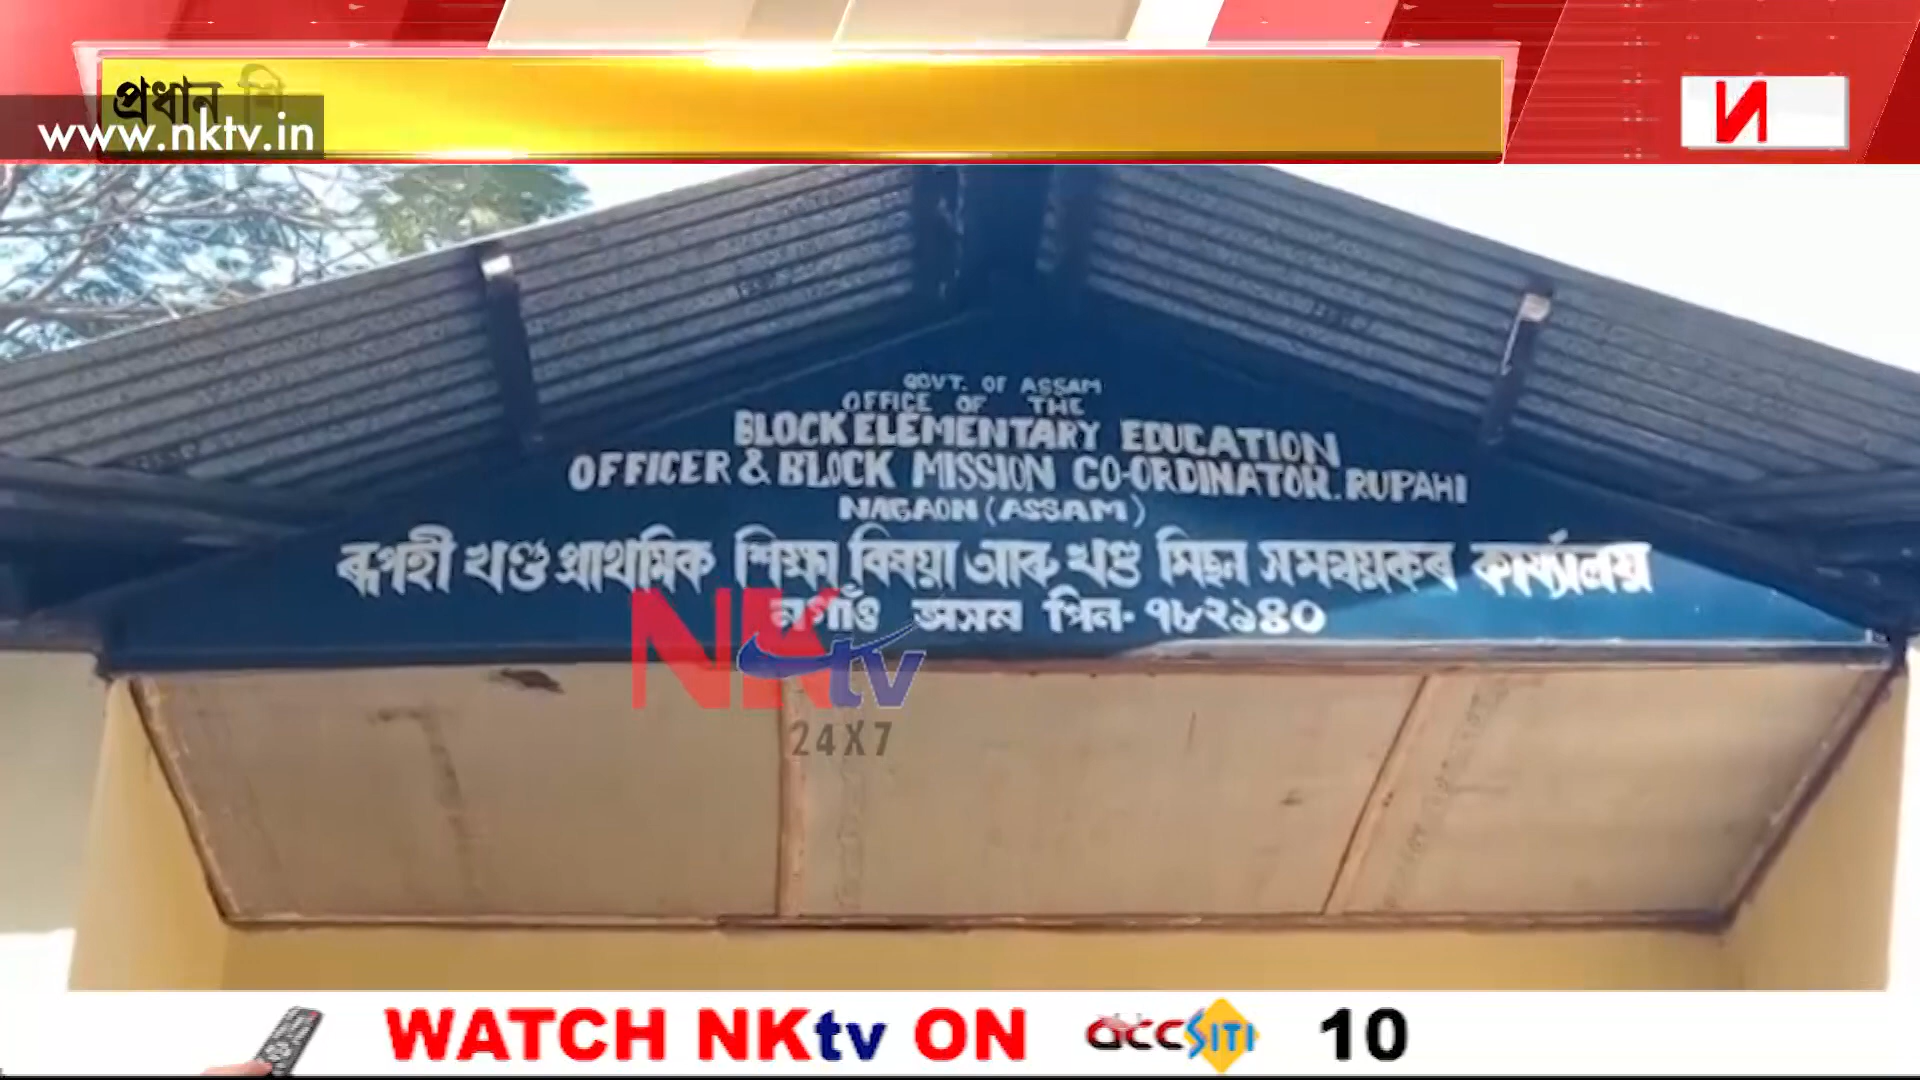 প্ৰধান শি
www.nktv.in
GOVT. OF ASSAM
OFFICE OF THE
BLOCK ELEMENTARY EDUCATION
OFFICER & BLOCK MISSION CO-ORDINATOR. RUPAHI
NAGAON (ASSAM)
ৰূপহী খণ্ড প্ৰাথমিক শিক্ষা বিষয়া আৰু খণ্ড মিছন সমন্বয়কৰ কাৰ্য্যালয়
নগাঁও অসম পিন- ৭৮২১৪০
NKtv
24X7
WATCH NKtv ON accSITI 10